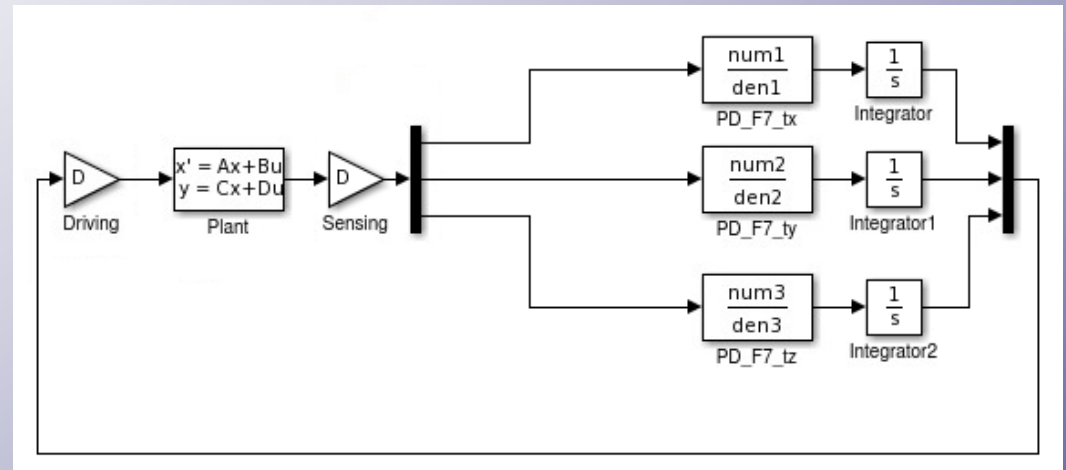 num1
den1
PD_F7_tx
1
s
Integrator
D
Driving
x' = Ax+Bu
y = Cx+Du
Plant
D
Sensing
num2
den2
PD_F7_ty
1
s
Integrator1
num3
den3
PD_F7_tz
1
s
Integrator2